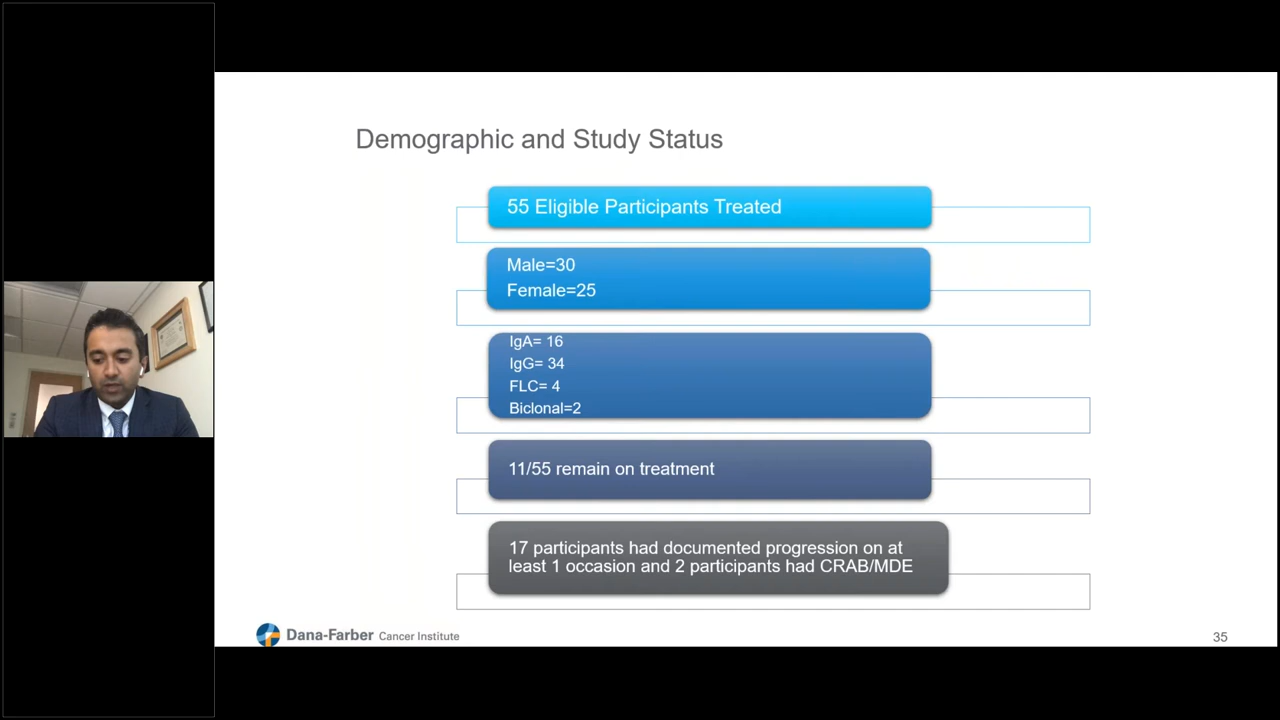 Demographic and Study Status
55 Eligible Participants Treated
Male=30
Female=25
IgA= 16
IgG= 34
FLC= 4
Biclonal=2
11/55 remain on treatment
17 participants had documented progression on at
least 1 occasion and 2 participants had CRAB/MDE
Dana-Farber Cancer Institute
35